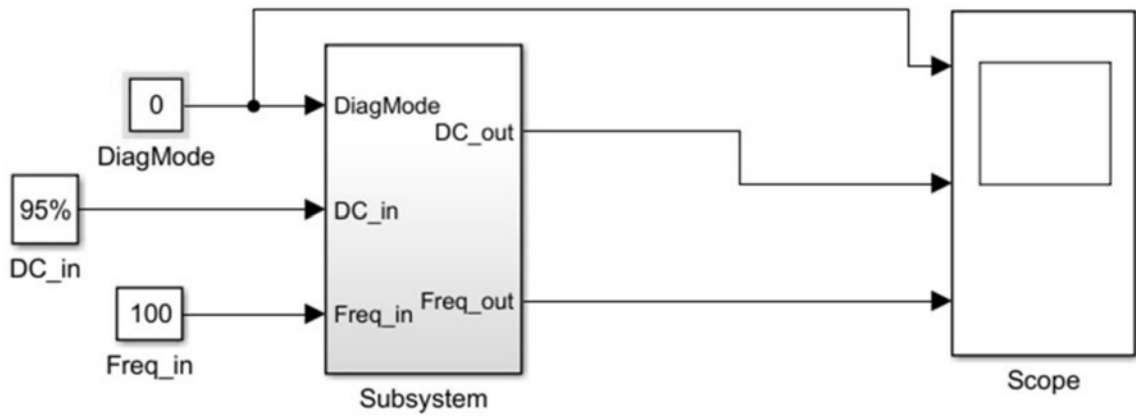 0
DiagMode
95%
DC_in
100
Freq_in
DiagMode
DC_out
DC_in
Freq_out
Freq_in
Subsystem
Scope